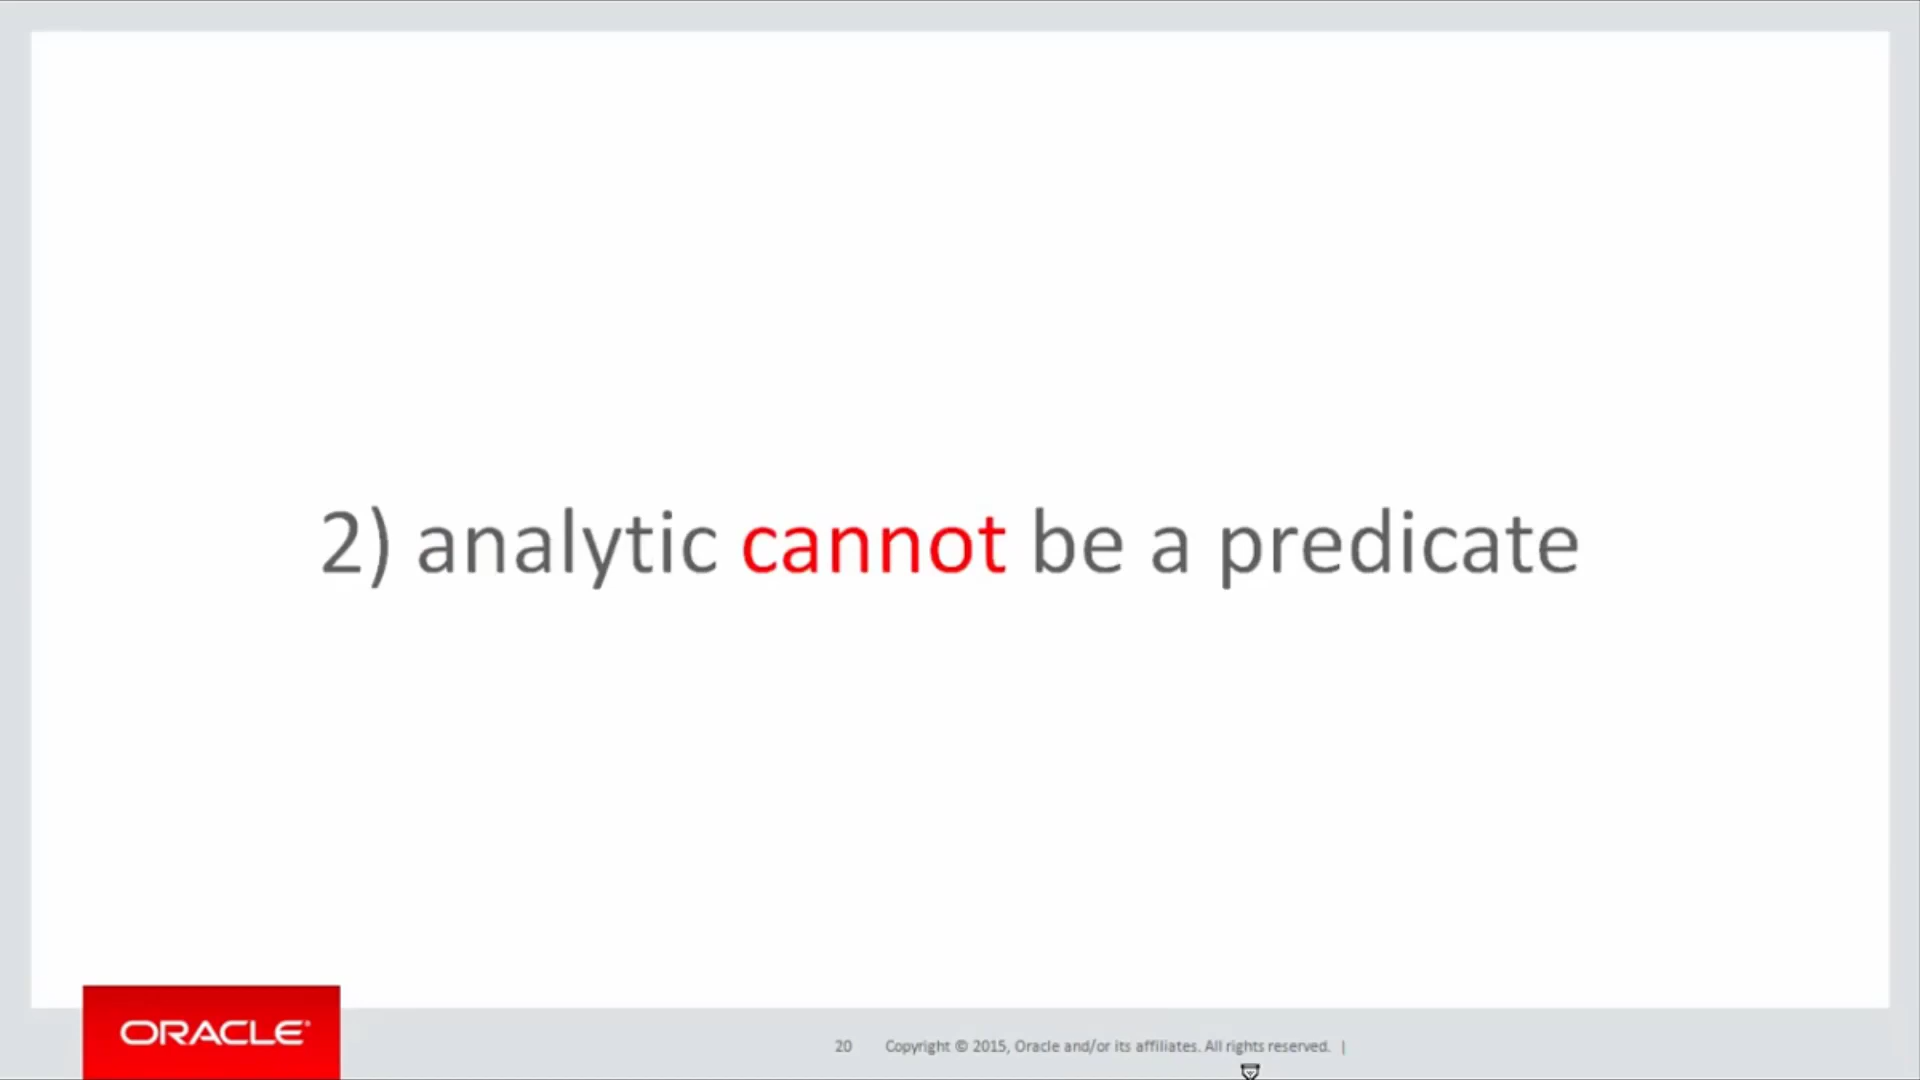 2) analytic cannot be a predicate
ORACLE®
20 Copyright © 2015, Oracle and/or its affiliates. All rights reserved. |